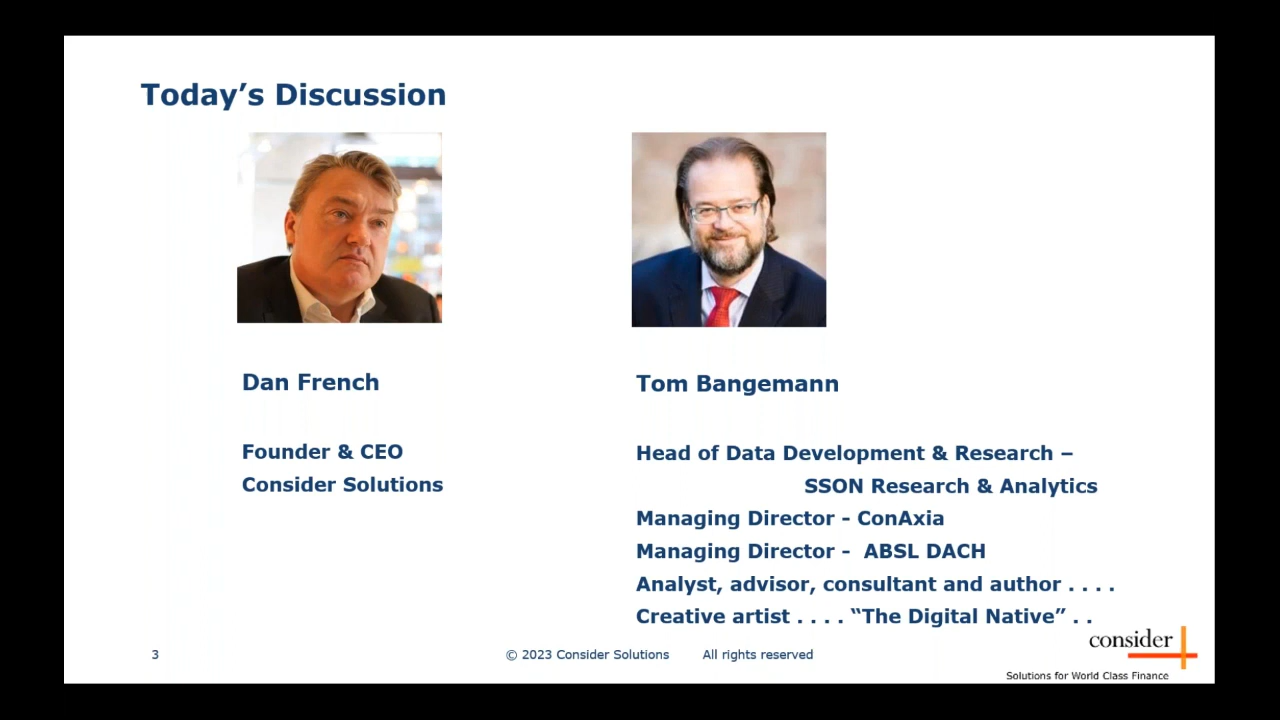 Today’s Discussion
Dan French
Founder & CEO
Consider Solutions
Tom Bangemann
Head of Data Development & Research –
SSON Research & Analytics
Managing Director - ConAxia
Managing Director -  ABSL DACH
Analyst, advisor, consultant and author . . . .
Creative artist . . . . “The Digital Native” . .
consider
Solutions for World Class Finance
3
© 2023 Consider Solutions
All rights reserved